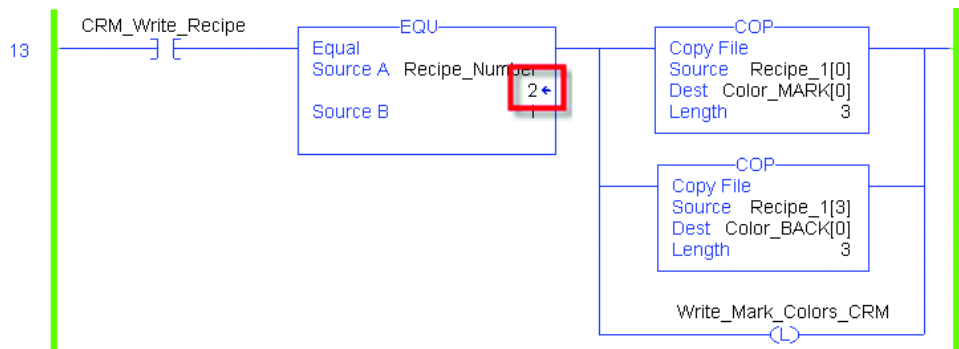 CRM_Write_Recipe
13
EQU
Equal
Source A Recipe_Number
2
Source B 1
COP
Copy File
Source Recipe_1[0]
Dest Color_MARK[0]
Length 3
COP
Copy File
Source Recipe_1[3]
Dest Color_BACK[0]
Length 3
Write_Mark_Colors_CRM
L